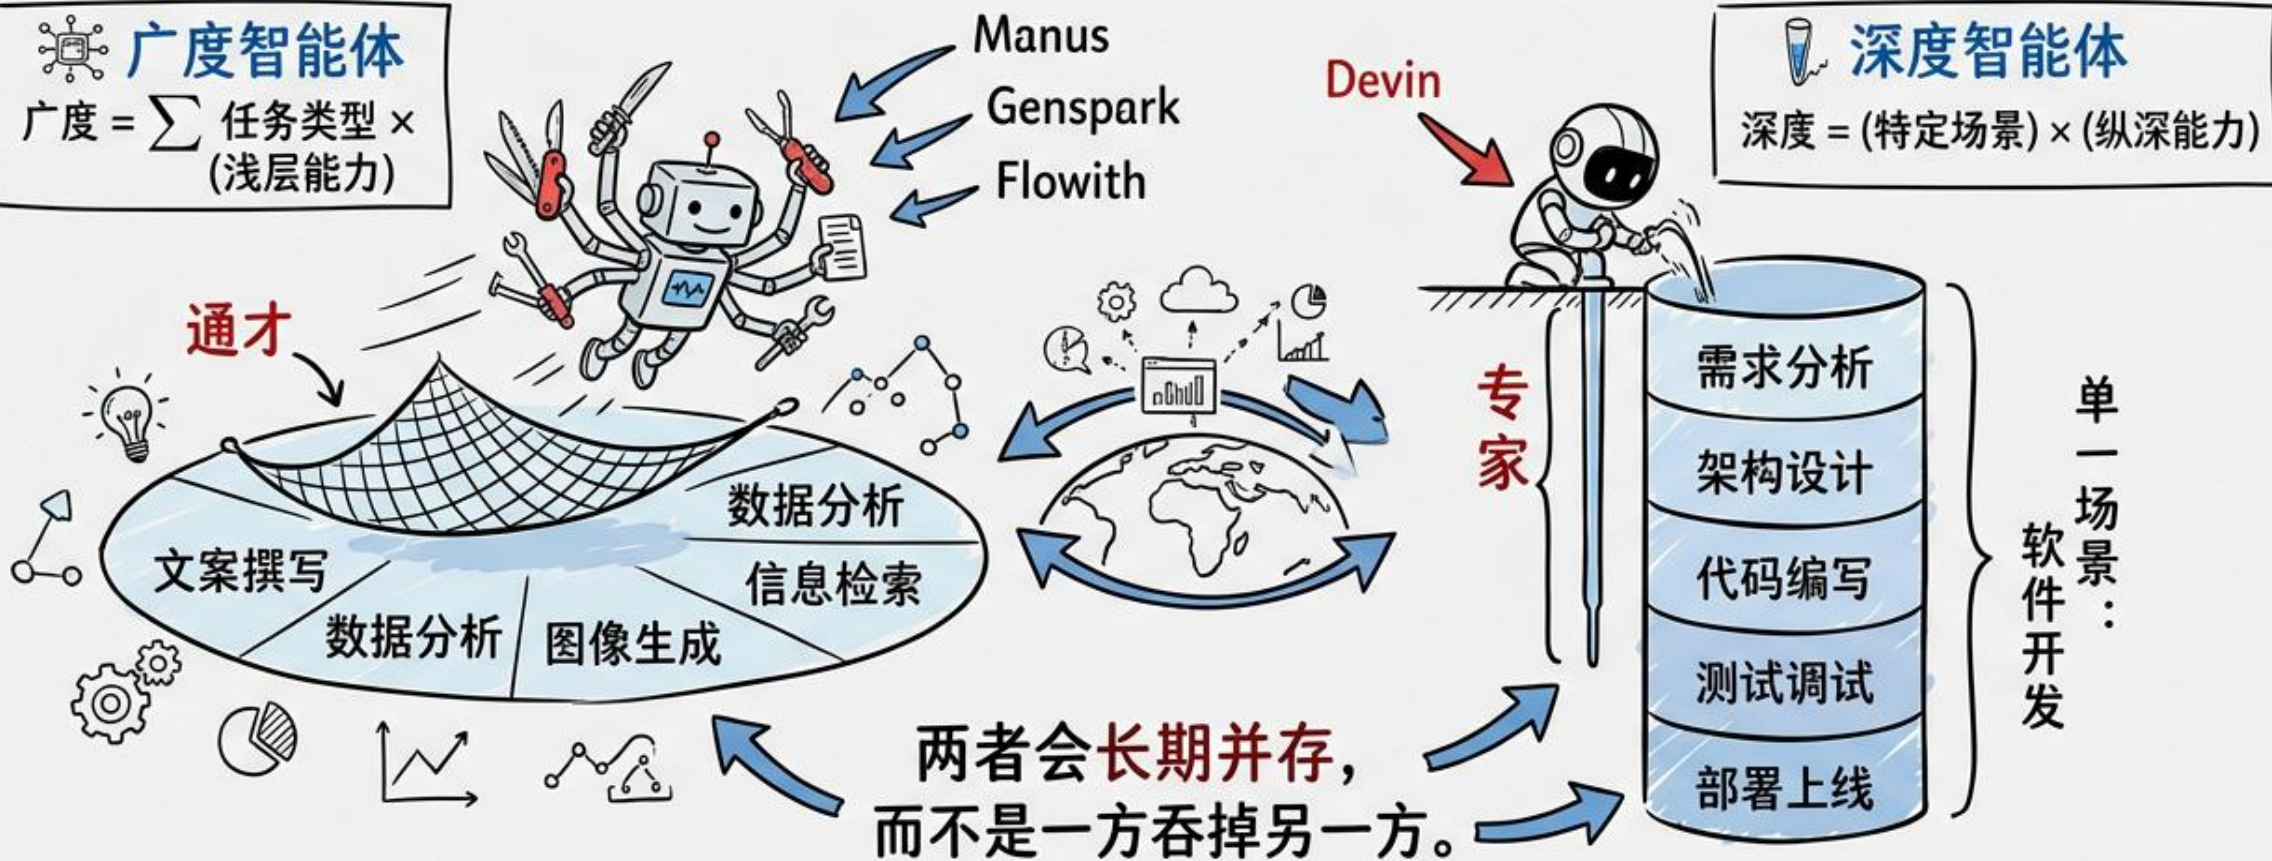 广度智能体
广度 = ∑ 任务类型 ×
(浅层能力)
Manus
Genspark
Flowith
通才
数据分析
信息检索
文案撰写
数据分析
图像生成
Devin
深度智能体
深度 = (特定场景) × (纵深能力)
专家
需求分析
架构设计
代码编写
测试调试
部署上线
单一场景：
软件开发
两者会长期并存，
而不是一方吞掉另一方。